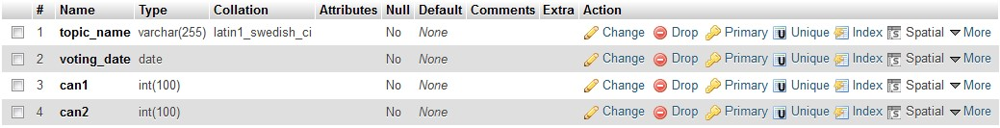 # Name Type Collation Attributes Null Default Comments Extra Action
1 topic_name varchar(255) latin1_swedish_ci No None Change Drop Primary Unique Index Spatial More
2 voting_date date No None Change Drop Primary Unique Index Spatial More
3 can1 int(100) No None Change Drop Primary Unique Index Spatial More
4 can2 int(100) No None Change Drop Primary Unique Index Spatial More